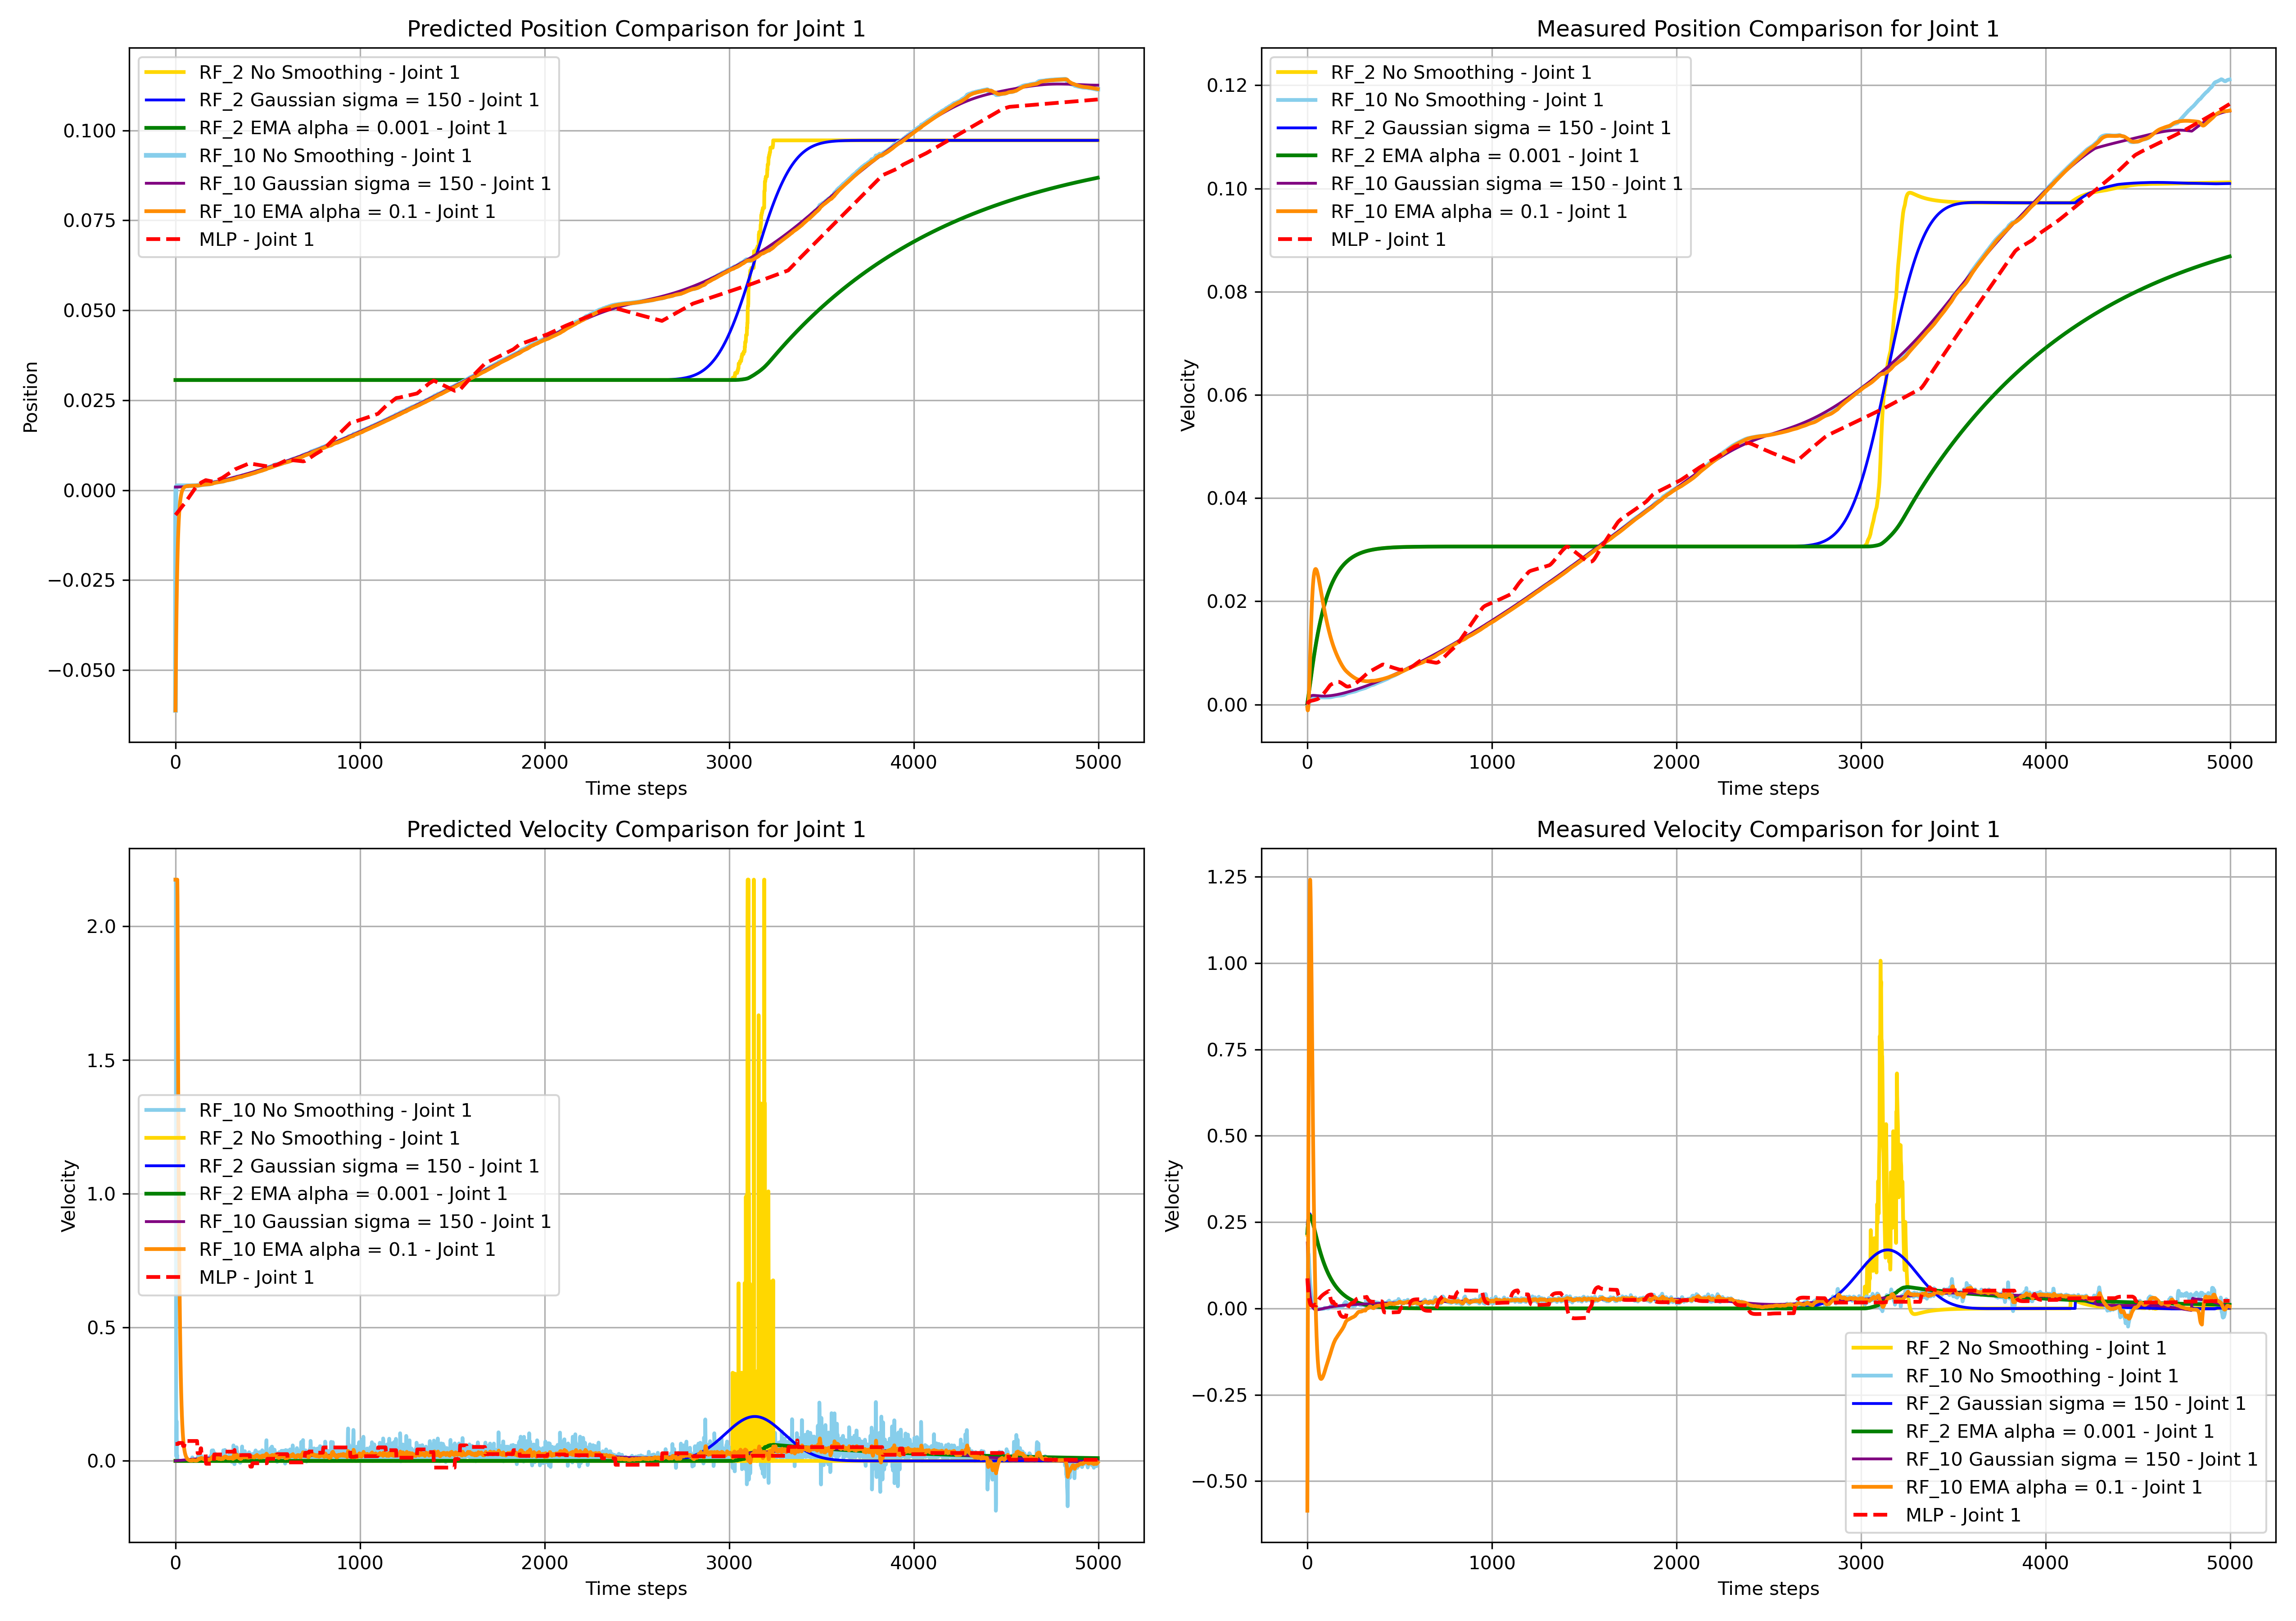 Predicted Position Comparison for Joint 1
RF_2 No Smoothing - Joint 1
RF_2 Gaussian sigma = 150 - Joint 1
RF_2 EMA alpha = 0.001 - Joint 1
RF_10 No Smoothing - Joint 1
RF_10 Gaussian sigma = 150 - Joint 1
RF_10 EMA alpha = 0.1 - Joint 1
MLP - Joint 1
0.100
0.075
0.050
0.025
0.000
−0.025
−0.050
Position
0 1000 2000 3000 4000 5000
Time steps
Measured Position Comparison for Joint 1
RF_2 No Smoothing - Joint 1
RF_10 No Smoothing - Joint 1
RF_2 Gaussian sigma = 150 - Joint 1
RF_2 EMA alpha = 0.001 - Joint 1
RF_10 Gaussian sigma = 150 - Joint 1
RF_10 EMA alpha = 0.1 - Joint 1
MLP - Joint 1
0.12
0.10
0.08
0.06
0.04
0.02
0.00
Velocity
0 1000 2000 3000 4000 5000
Time steps
Predicted Velocity Comparison for Joint 1
2.0
1.5
1.0
0.5
0.0
Velocity
RF_10 No Smoothing - Joint 1
RF_2 No Smoothing - Joint 1
RF_2 Gaussian sigma = 150 - Joint 1
RF_2 EMA alpha = 0.001 - Joint 1
RF_10 Gaussian sigma = 150 - Joint 1
RF_10 EMA alpha = 0.1 - Joint 1
MLP - Joint 1
0 1000 2000 3000 4000 5000
Time steps
Measured Velocity Comparison for Joint 1
1.25
1.00
0.75
0.50
0.25
0.00
−0.25
−0.50
Velocity
RF_2 No Smoothing - Joint 1
RF_10 No Smoothing - Joint 1
RF_2 Gaussian sigma = 150 - Joint 1
RF_2 EMA alpha = 0.001 - Joint 1
RF_10 Gaussian sigma = 150 - Joint 1
RF_10 EMA alpha = 0.1 - Joint 1
MLP - Joint 1
0 1000 2000 3000 4000 5000
Time steps